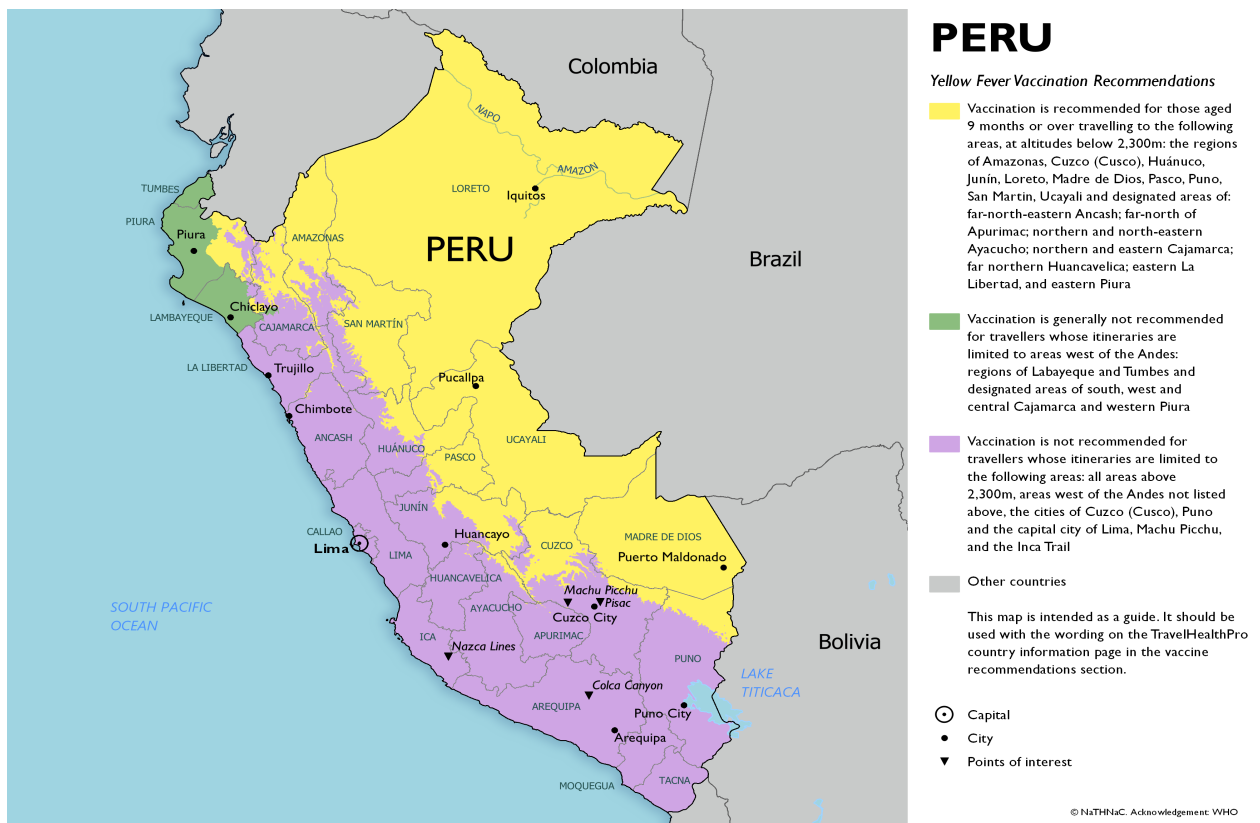 Colombia
NAPO
AMAZON
LORETO
Iquitos
TUMBES
PIURA
Piura
AMAZONAS
PERU
Brazil
Chiclayo
LAMBAYEQUE
CAJAMARCA
SAN MARTÍN
LA LIBERTAD
Trujillo
Pucallpa
Chimbote
ANCASH
HUÁNUCO
PASCO
UCAYALI
JUNÍN
CALLAO
Lima
LIMA
Huancayo
CUZCO
MADRE DE DIOS
Puerto Maldonado
HUANCAVELICA
Machu Picchu
Pisac
Cuzco City
AYACUCHO
APURIMAC
SOUTH PACIFIC
OCEAN
ICA
Nazca Lines
Bolivia
PUNO
LAKE
TITICACA
Colca Canyon
AREQUIPA
Puno City
Arequipa
MOQUEGUA
TACNA
PERU
Yellow Fever Vaccination Recommendations
Vaccination is recommended for those aged
9 months or over travelling to the following
areas, at altitudes below 2,300m: the regions
of Amazonas, Cuzco (Cusco), Huánuco,
Junín, Loreto, Madre de Dios, Pasco, Puno,
San Martin, Ucayali and designated areas of:
far-north-eastern Ancash; far-north of
Apurimac; northern and north-eastern
Ayacucho; northern and eastern Cajamarca;
far northern Huancavelica; eastern La
Libertad, and eastern Piura
Vaccination is generally not recommended
for travellers whose itineraries are
limited to areas west of the Andes:
regions of Labayeque and Tumbes and
designated areas of south, west and
central Cajamarca and western Piura
Vaccination is not recommended for
travellers whose itineraries are limited to
the following areas: all areas above
2,300m, areas west of the Andes not listed
above, the cities of Cuzco (Cusco), Puno
and the capital city of Lima, Machu Picchu,
and the Inca Trail
Other countries
This map is intended as a guide. It should be
used with the wording on the TravelHealthPro
country information page in the vaccine
recommendations section.
Capital
City
Points of interest
© NaTHNaC. Acknowledgement: WHO